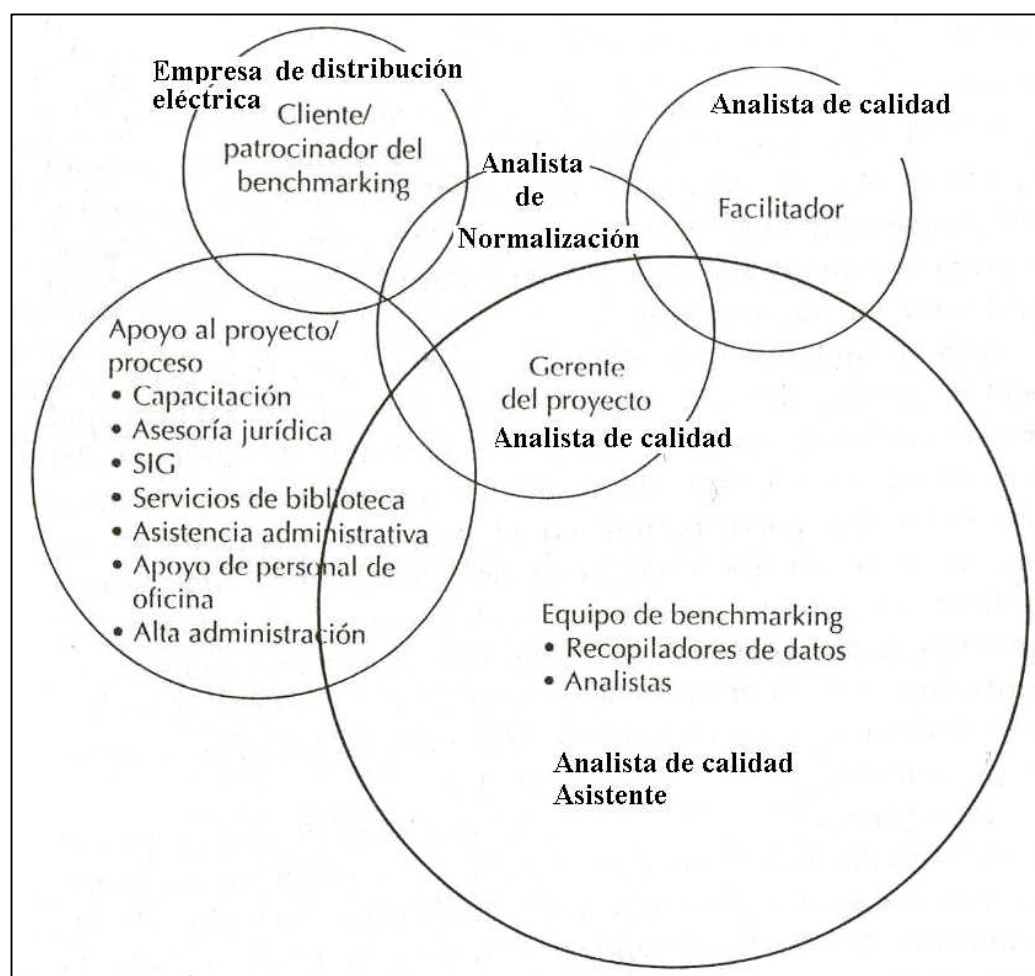 Empresa de distribución
eléctrica
Cliente/
patrocinador del
benchmarking
Analista de calidad
Facilitador
Analista
de
Normalización
Apoyo al proyecto/
proceso
• Capacitación
• Asesoría jurídica
• SIG
• Servicios de biblioteca
• Asistencia administrativa
• Apoyo de personal de
oficina
• Alta administración
Gerente
del proyecto
Analista de calidad
Equipo de benchmarking
• Recopiladores de datos
• Analistas
Analista de calidad
Asistente